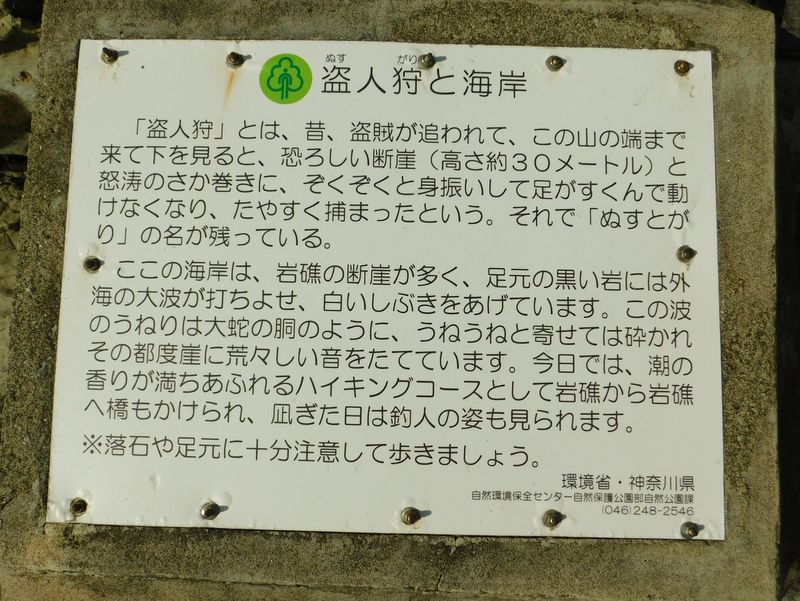 ぬす がり
盗人狩と海岸
「盗人狩」とは、昔、盗賊が追われて、この山の端まで
来て下を見ると、恐ろしい断崖（高さ約３０メートル）と
怒涛のさか巻きに、ぞくぞくと身振いして足がすくんで動
けなくなり、たやすく捕まったという。それで「ぬすとが
り」の名が残っている。
ここの海岸は、岩礁の断崖が多く、足元の黒い岩には外
海の大波が打ちよせ、白いしぶきをあげています。この波
のうねりは大蛇の胴のように、うねうねと寄せては砕かれ
その都度崖に荒々しい音をたてています。今日では、潮の
香りが満ちあふれるハイキングコースとして岩礁から岩礁
へ橋もかけられ、凪ぎた日は釣人の姿も見られます。
※落石や足元に十分注意して歩きましょう。
環境省・神奈川県
自然環境保全センター自然保護公園部自然公園課
(046)248-2546